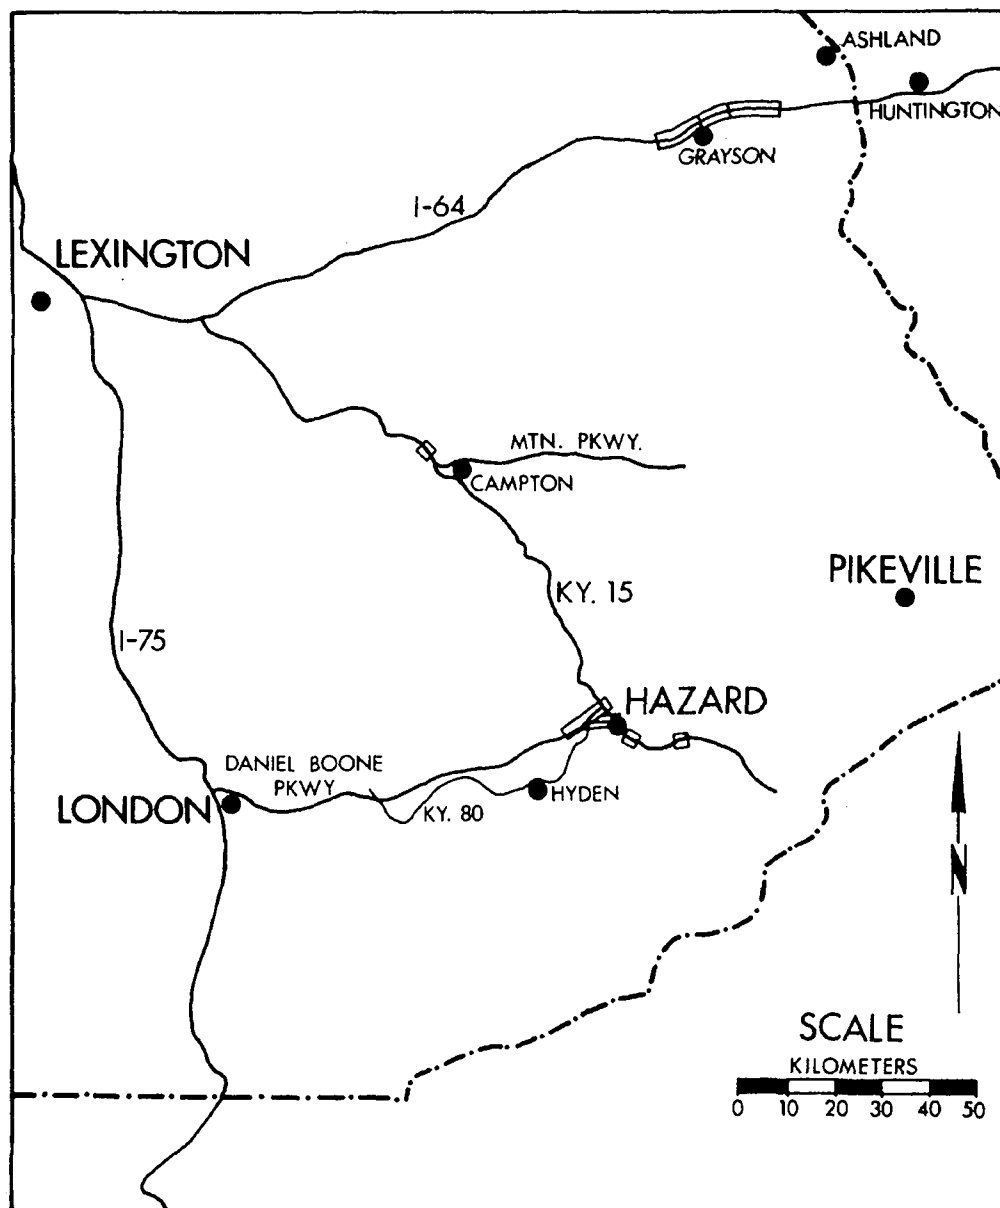 ASHLAND
HUNTINGTON
GRAYSON
I-64
LEXINGTON
MTN. PKWY.
CAMPTON
PIKEVILLE
KY. 15
I-75
HAZARD
DANIEL BOONE
PKWY
HYDEN
LONDON
KY. 80
N
SCALE
KILOMETERS
0 10 20 30 40 50